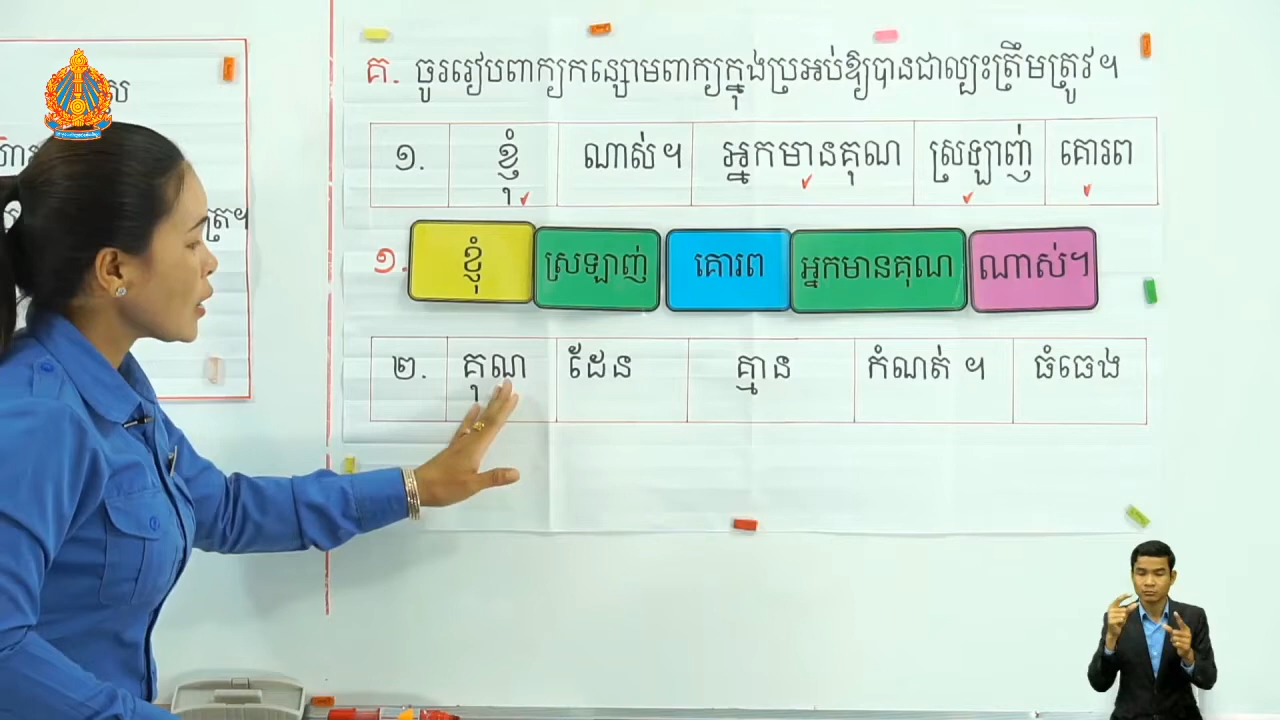 គ. ចូររៀបពាក្យកន្សោមពាក្យក្នុងប្រអប់ឱ្យបានជាល្បះត្រឹមត្រូវ។
១. ខ្ញុំ ណាស់។ អ្នកមានគុណ ស្រឡាញ់ គោរព
១. ខ្ញុំ ស្រឡាញ់ គោរព អ្នកមានគុណ ណាស់។
២. គុណ ដែន គ្មាន កំណត់ ។ ធំធេង